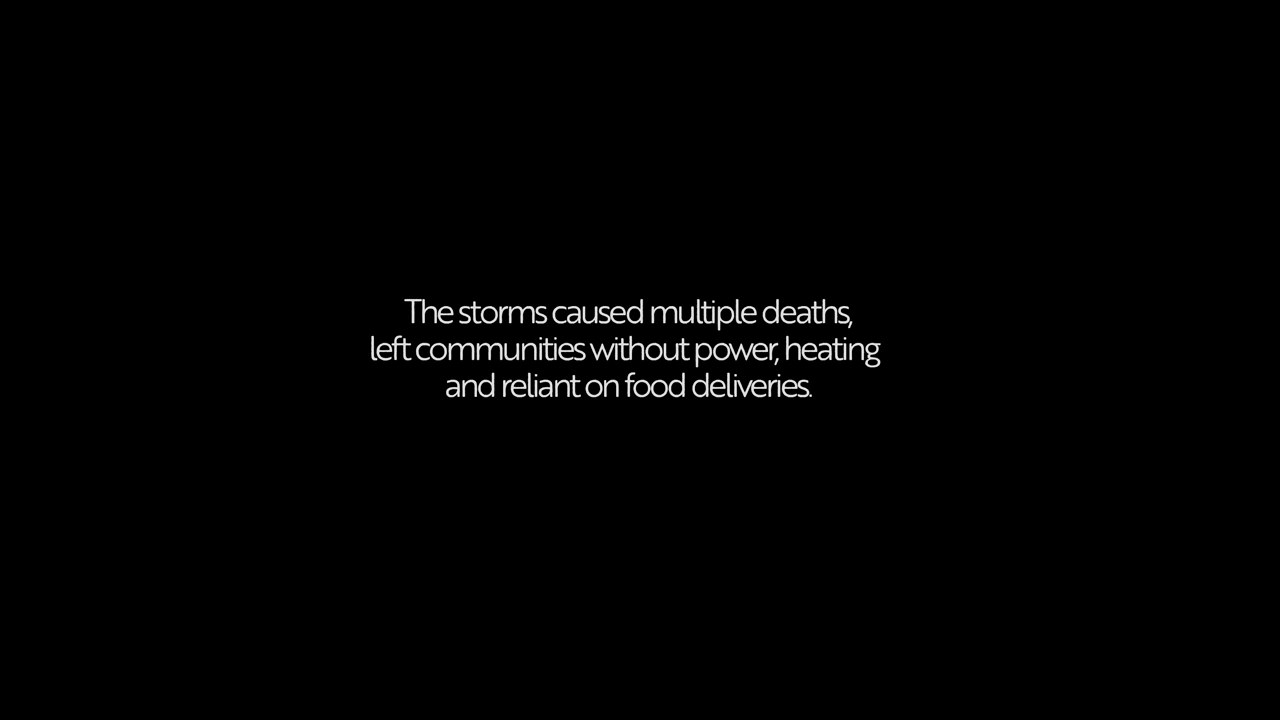 The storms caused multiple deaths,
left communities without power, heating
and reliant on food deliveries.